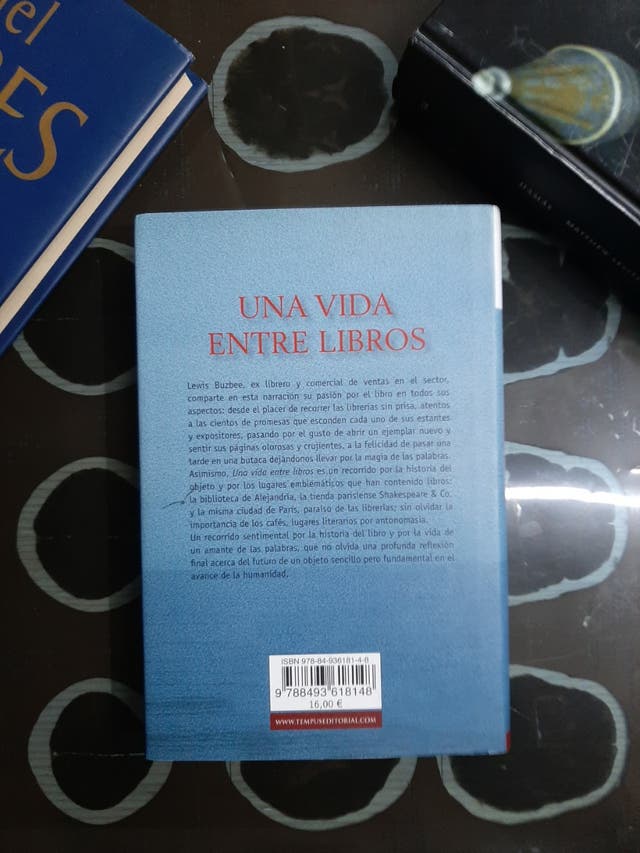 UNA VIDA
ENTRE LIBROS
Lewis Buzbee, ex librero y comercial de ventas en el sector,
comparte en esta narración su pasión por el libro en todos sus
aspectos: desde el placer de recorrer las librerías sin prisa, atentos
a las cientos de promesas que esconden cada uno de sus estantes
y expositores, pasando por el gusto de abrir un ejemplar nuevo y
sentir sus páginas olorosas y crujientes, a la felicidad de pasar una
tarde en una butaca dejándonos llevar por la magia de las palabras.
Asimismo, Una vida entre libros es un recorrido por la historia del
objeto y por los lugares emblemáticos que han contenido libros:
la biblioteca de Alejandría, la tienda parisiense Shakespeare & Co.
y la misma ciudad de París, paraíso de las librerías; sin olvidar la
importancia de los cafés, lugares literarios por antonomasia.
Un recorrido sentimental por la historia del libro y por la vida de
un amante de las palabras, que no olvida una profunda reflexión
final acerca del futuro de un objeto sencillo pero fundamental en el
avance de la humanidad.
ISBN 978-84-936181-4-8
9 788493 618148
16,00 €
WWW.TEMPUSEDITORIAL.COM